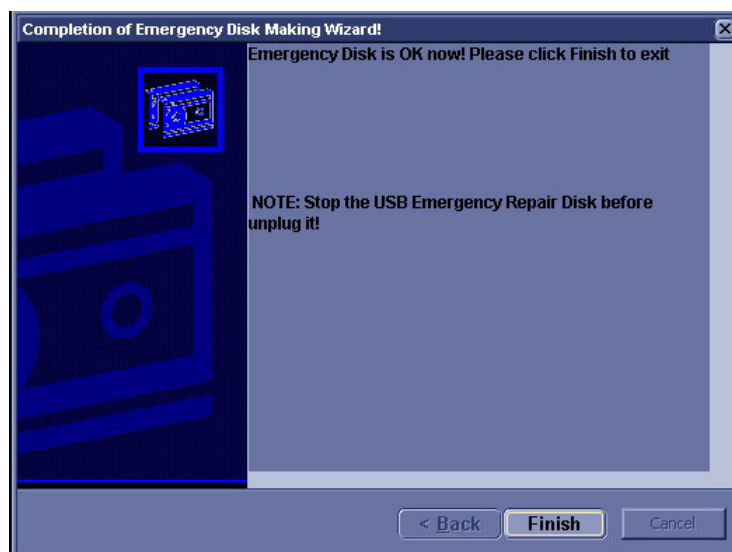 Completion of Emergency Disk Making Wizard!
Emergency Disk is OK now! Please click Finish to exit
NOTE: Stop the USB Emergency Repair Disk before
unplug it!
< Back Finish Cancel